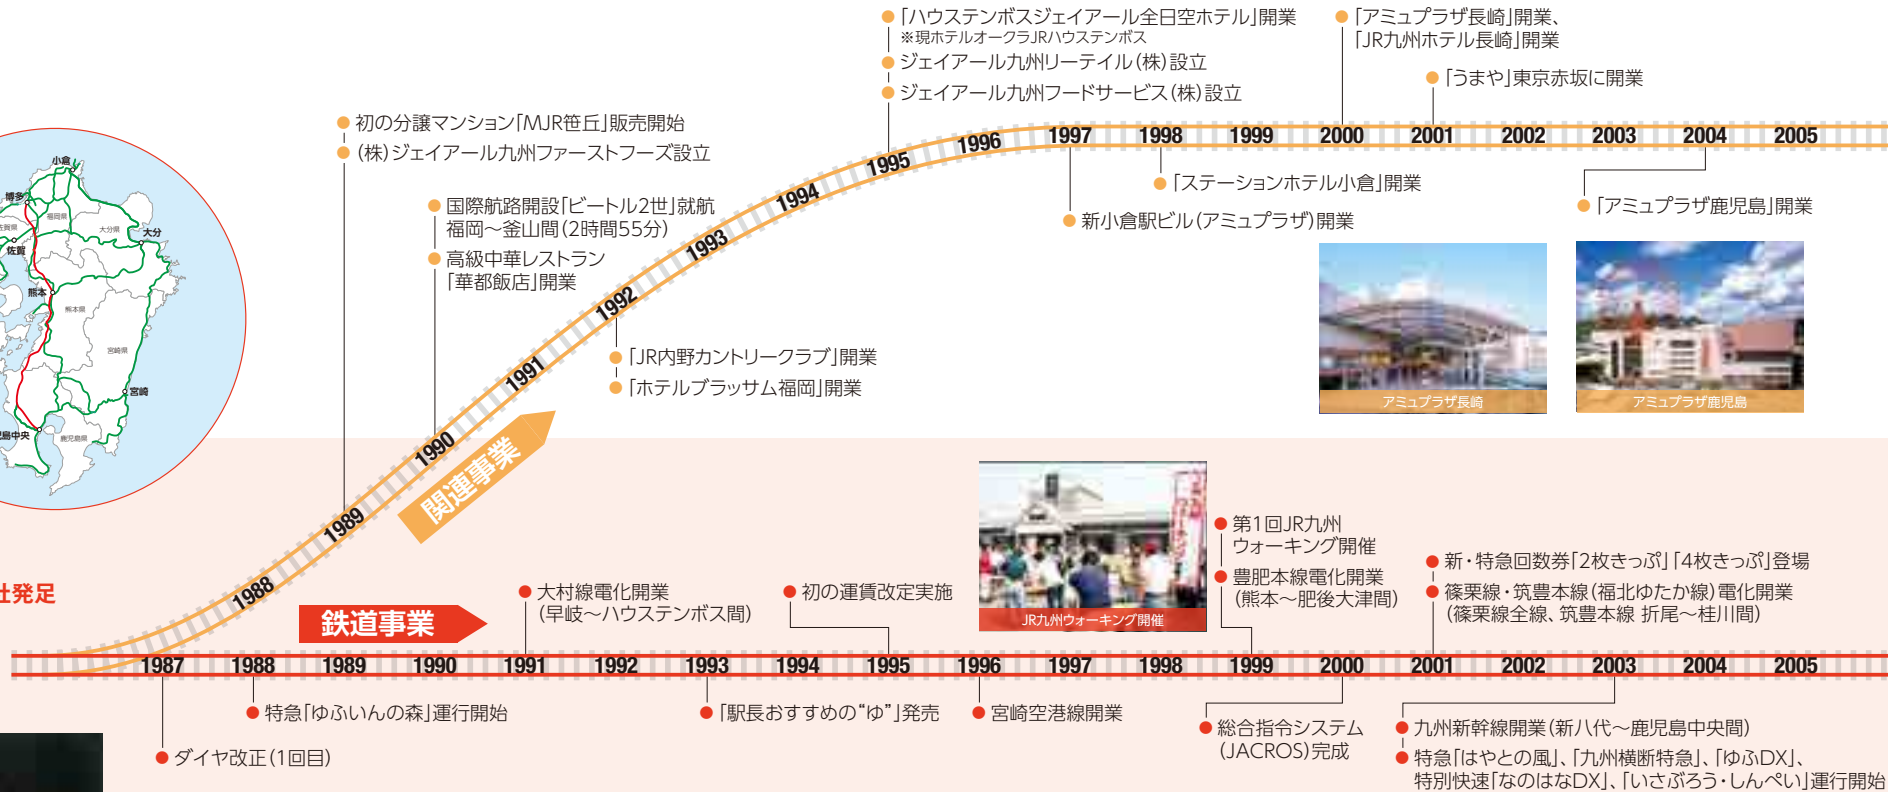 ●「ハウステンボスジェイアール全日空ホテル」開業
※現ホテルオークラJRハウステンボス
●ジェイアール九州リーテイル(株)設立
●ジェイアール九州フードサービス(株)設立
●「アミュプラザ長崎」開業、
「JR九州ホテル長崎」開業
●「うまや」東京赤坂に開業
●初の分譲マンション「MJR笹丘」販売開始
●(株)ジェイアール九州ファーストフーズ設立
●国際航路開設「ビートル2世」就航
福岡～釜山間(2時間55分)
●高級中華レストラン
「華都飯店」開業
1988
1989
1990
1991
1992
1993
1994
1995
1996
1997
1998
1999
2000
2001
2002
2003
2004
2005
●「ステーションホテル小倉」開業
●新小倉駅ビル(アミュプラザ)開業
●「アミュプラザ鹿児島」開業
●「JR内野カントリークラブ」開業
●「ホテルブラッサム福岡」開業
アミュプラザ長崎
アミュプラザ鹿児島
小倉
博多
福岡県
佐賀県
佐賀
大分県
大分
熊本
熊本県
宮崎県
宮崎
児島中央
鹿児島県
関連事業
社発足
鉄道事業
●大村線電化開業
(早岐～ハウステンボス間)
●初の運賃改定実施
JR九州ウォーキング開催
●第1回JR九州
ウォーキング開催
●豊肥本線電化開業
(熊本～肥後大津間)
●新・特急回数券「2枚きっぷ」「4枚きっぷ」登場
●篠栗線・筑豊本線(福北ゆたか線)電化開業
(篠栗線全線、筑豊本線 折尾～桂川間)
1987 1988 1989 1990 1991 1992 1993 1994 1995 1996 1997 1998 1999 2000 2001 2002 2003 2004 2005
●特急「ゆふいんの森」運行開始
●ダイヤ改正(1回目)
●「駅長おすすめの“ゆ”」発売
●宮崎空港線開業
●総合指令システム
(JACROS)完成
●九州新幹線開業(新八代～鹿児島中央間)
●特急「はやとの風」、「九州横断特急」、「ゆふDX」、
特別快速「なのはなDX」、「いさぶろう・しんぺい」運行開始